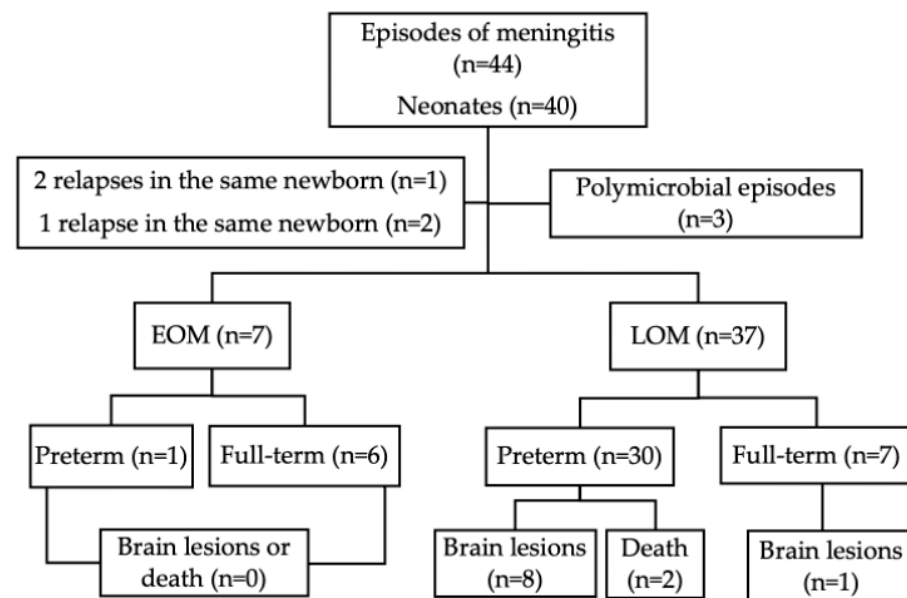 Episodes of meningitis
(n=44)
Neonates (n=40)
2 relapses in the same newborn (n=1)
1 relapse in the same newborn (n=2)
Polymicrobial episodes
(n=3)
EOM (n=7)
LOM (n=37)
Preterm (n=1)
Full-term (n=6)
Preterm (n=30)
Full-term (n=7)
Brain lesions or
death (n=0)
Brain lesions
(n=8)
Death
(n=2)
Brain lesions
(n=1)